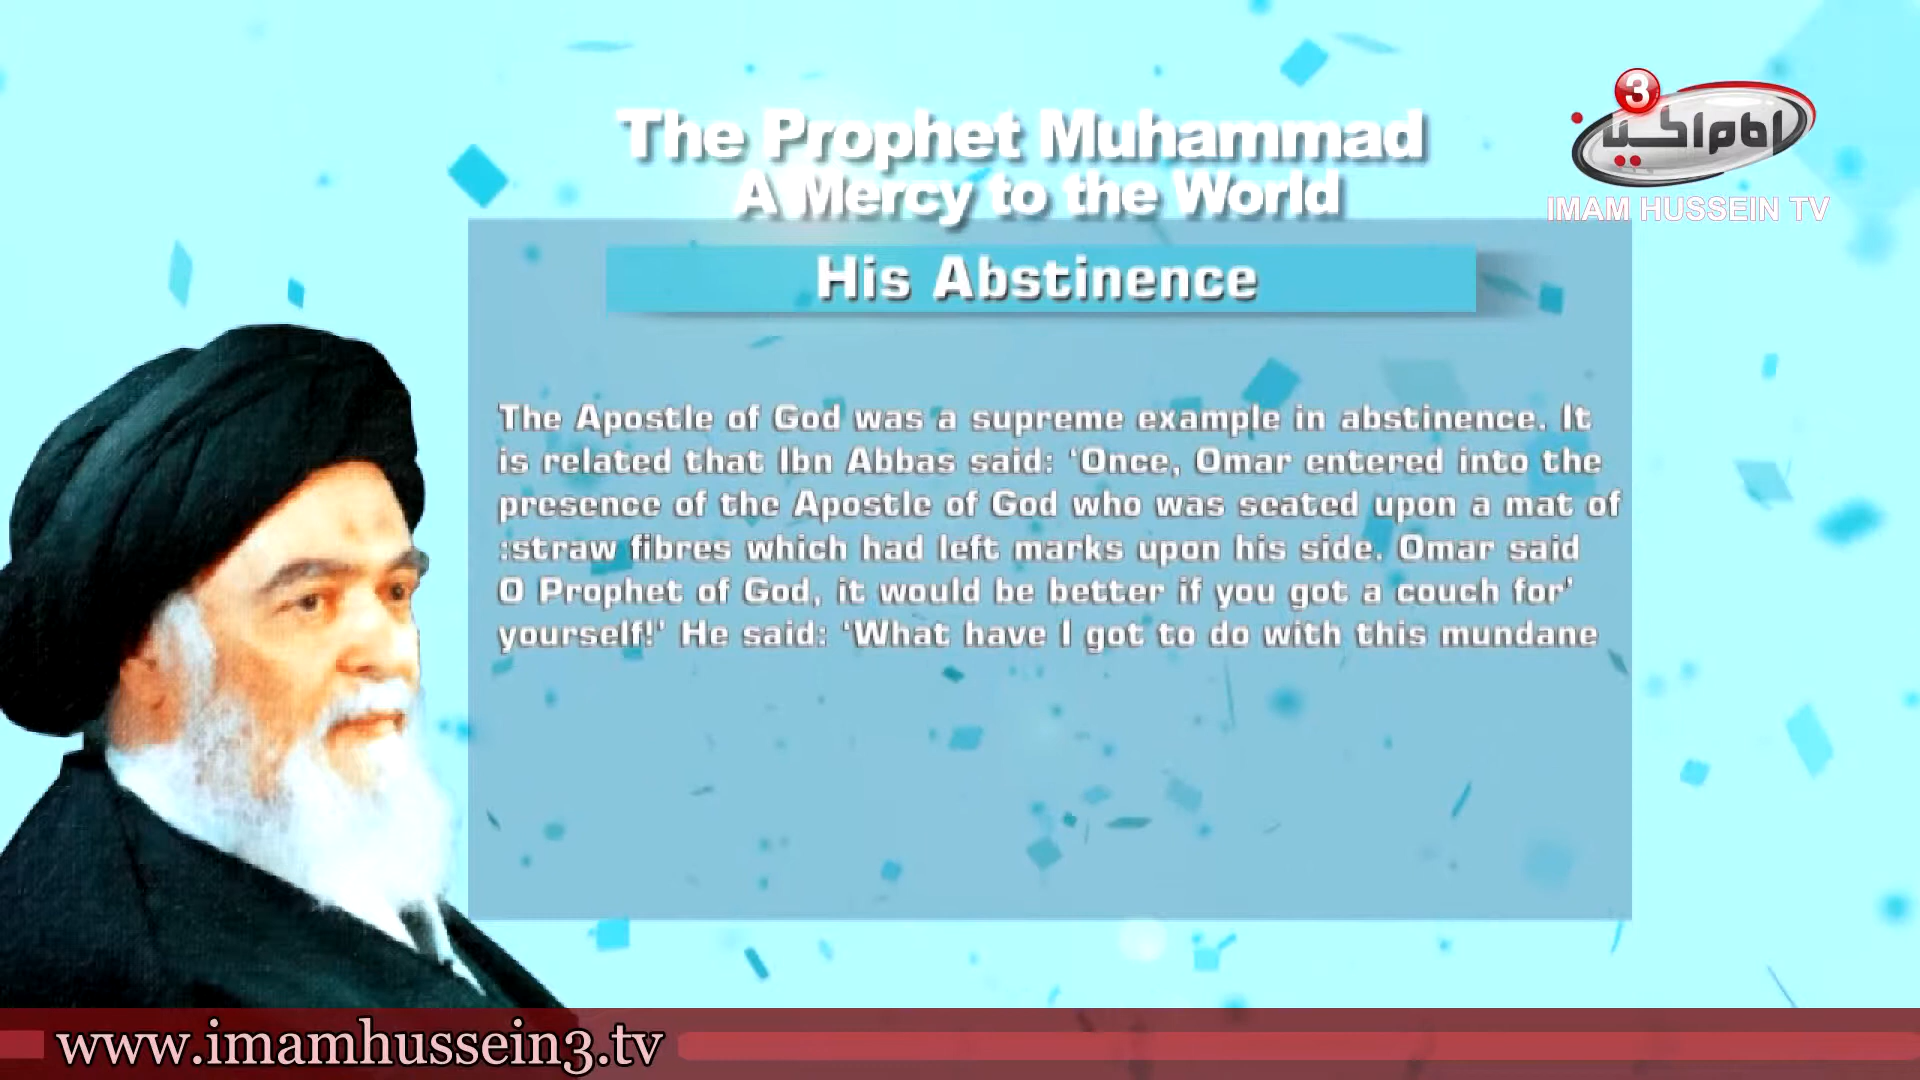 The Prophet Muhammad
A Mercy to the World
3
IMAM HUSSEIN TV
His Abstinence
The Apostle of God was a supreme example in abstinence. It
is related that Ibn Abbas said: ‘Once, Omar entered into the
presence of the Apostle of God who was seated upon a mat of
:straw fibres which had left marks upon his side. Omar said
O Prophet of God, it would be better if you got a couch for’
yourself!’ He said: ‘What have I got to do with this mundane
www.imamhussein3.tv